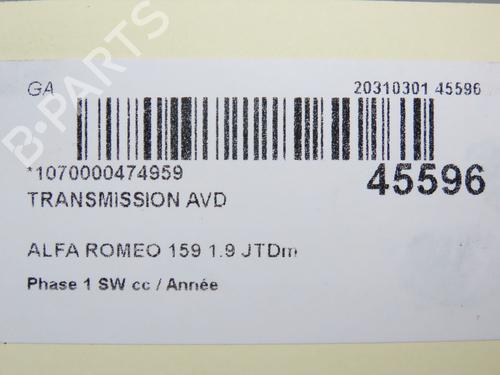 GA 20310301 45596
*1070000474959 45596
TRANSMISSION AVD
ALFA ROMEO 159 1.9 JTDm
Phase 1 SW cc / Année
B-PARTS